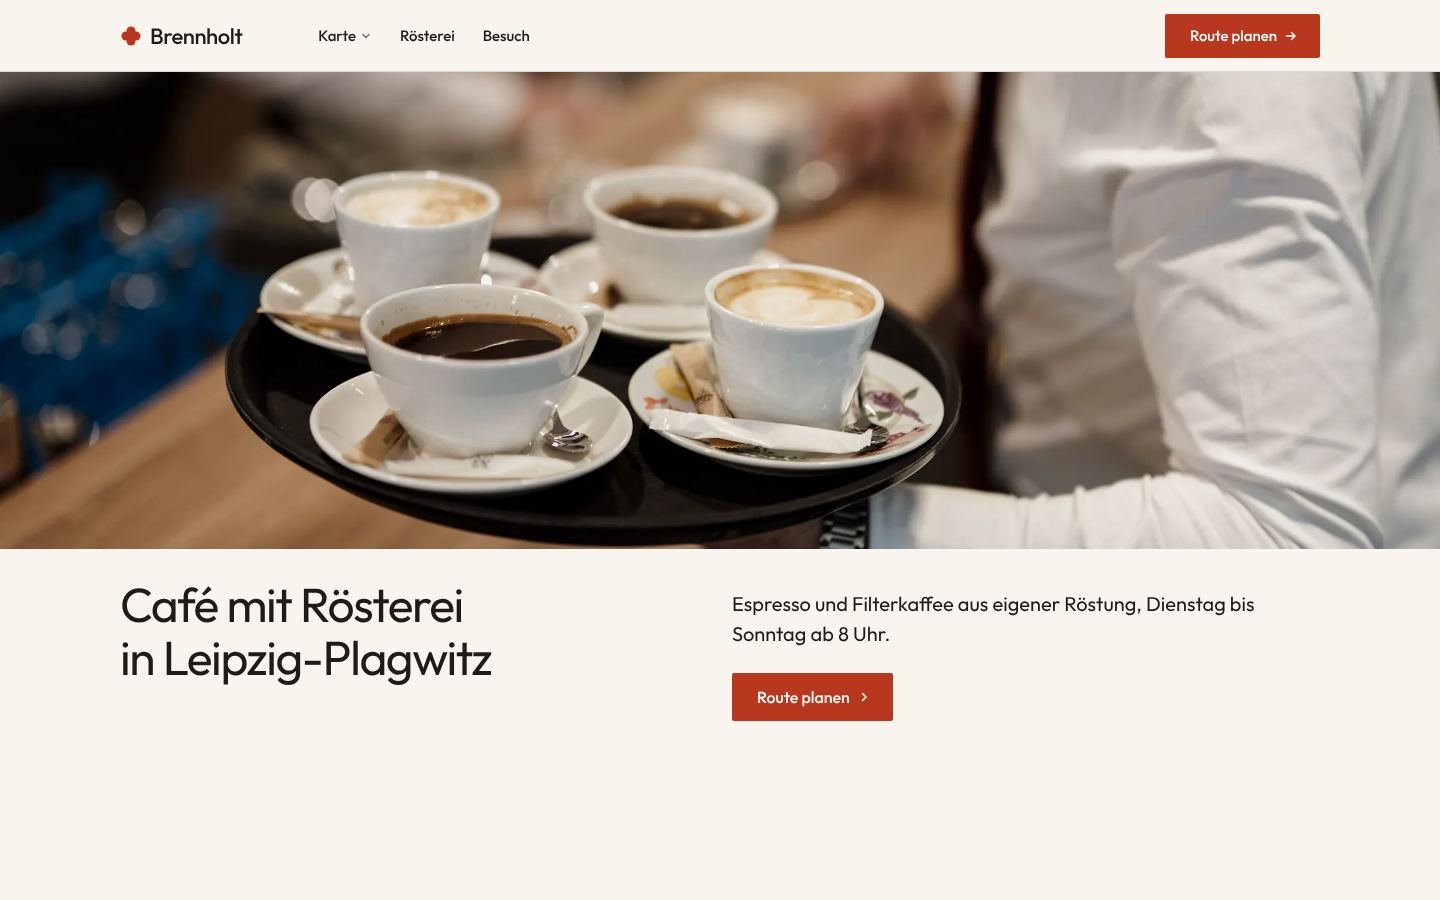 Brennholt
Karte
Rösterei
Besuch
Route planen
Café mit Rösterei
in Leipzig-Plagwitz
Espresso und Filterkaffee aus eigener Röstung, Dienstag bis
Sonntag ab 8 Uhr.
Route planen